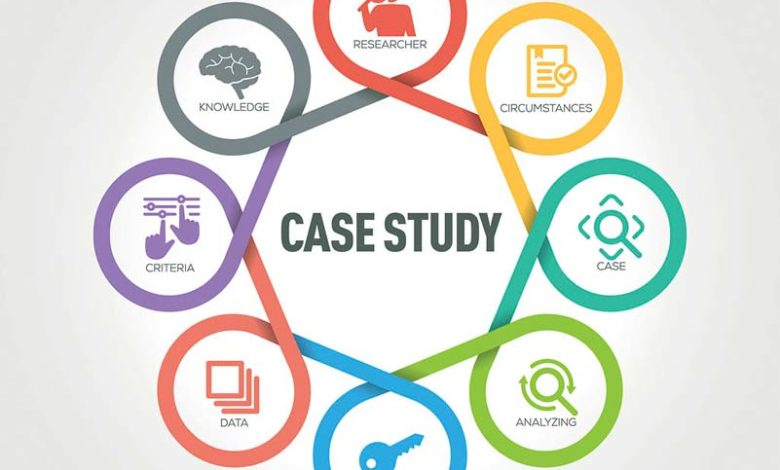 RESEARCHER
KNOWLEDGE
CIRCUMSTANCES
CASE STUDY
CRITERIA
CASE
DATA
ANALYZING